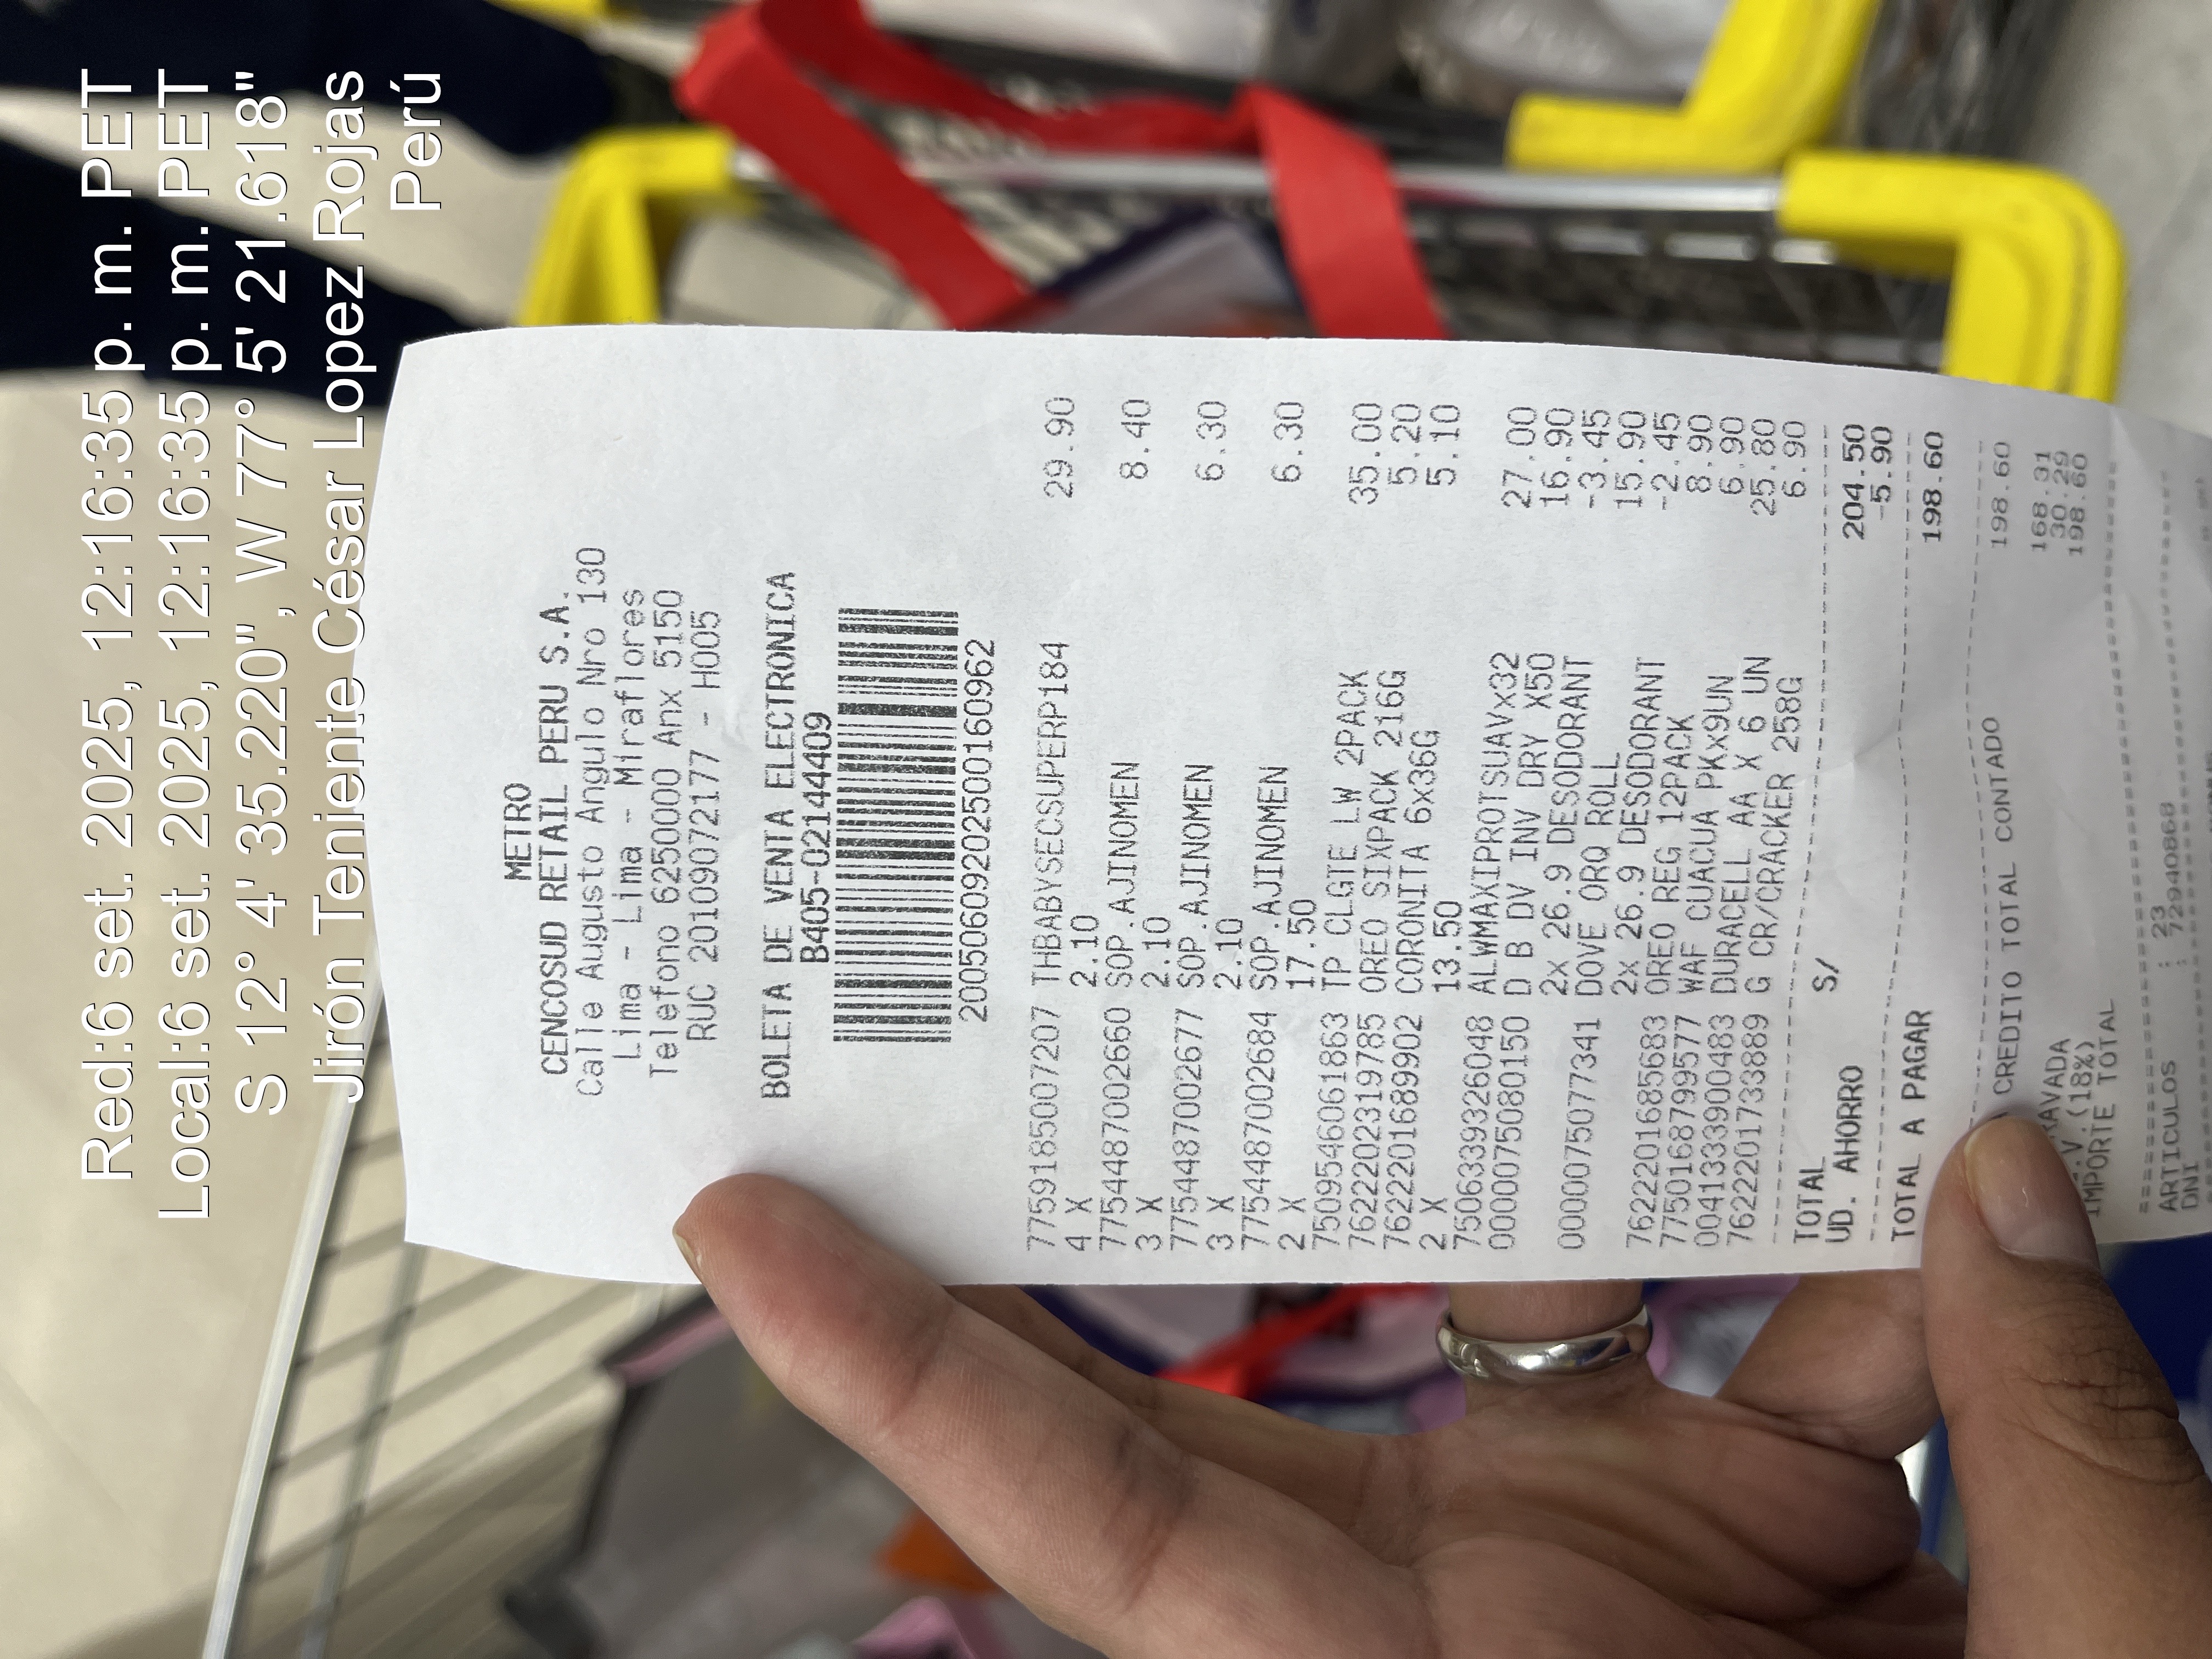 Red:6 set. 2025, 12:16:35 p. m. PET
Local:6 set. 2025, 12:16:35 p. m. PET
S 12° 4' 35.220", W 77° 5' 21.618"
Jirón Teniente César Lopez Rojas
Perú
METRO
CENCOSUD RETAIL PERU S.A.
Calle Augusto Angulo Nro 130
Lima - Lima - Miraflores
Telefono 6250000 Anx 5150
RUC 20109072177 - H005
BOLETA DE VENTA ELECTRONICA
B405-02144409
20050609202500160962
7759185007207 THBABYSECSUPERP184 29.90
4 X 2.10
7754487002660 SOP.AJINOMEN 8.40
3 X 2.10
7754487002677 SOP.AJINOMEN 6.30
3 X 2.10
7754487002684 SOP.AJINOMEN 6.30
2 X 17.50
7509546061863 TP CLGTE LW 2PACK 35.00
7622202319785 OREO SIXPACK 216G 5.20
7622201689902 CORONITA 6x36G 5.10
2 X 13.50
7506339326048 ALWMAXIPROTSUAVx32 27.00
0000075080150 D B DV INV DRY X50 16.90
2x 26.9 DESODORANT -3.45
0000075077341 DOVE ORQ ROLL 15.90
2x 26.9 DESODORANT -2.45
7622201685683 OREO REG 12PACK 8.90
7750168799577 WAF CUACUA PKx9UN 6.90
0041333900483 DURACELL AA X 6 UN 25.80
7622201733889 G CR/CRACKER 258G 6.90
TOTAL S/ 204.50
UD. AHORRO -5.90
TOTAL A PAGAR 198.60
CREDITO TOTAL CONTADO 198.60
RAVADA 168.31
.V.(18%) 30.29
IMPORTE TOTAL 198.60
ARTICULOS : 23
DNI : 72940868